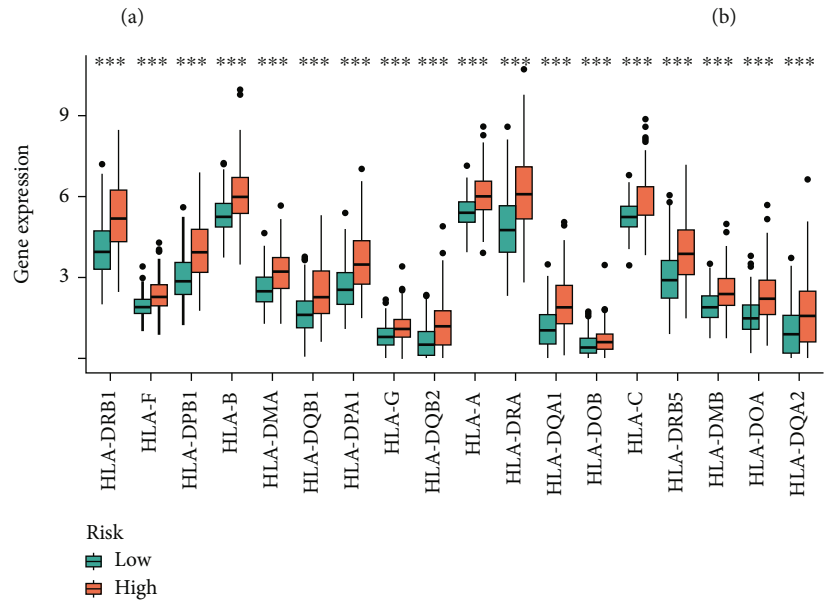 (a) (b)
*** *** *** *** *** *** *** *** *** *** *** *** *** *** *** *** *** ***
9
6
3
Gene expression
HLA-DRB1
HLA-F
HLA-DPB1
HLA-B
HLA-DMA
HLA-DQB1
HLA-DPA1
HLA-G
HLA-DQB2
HLA-A
HLA-DRA
HLA-DQA1
HLA-DOB
HLA-C
HLA-DRB5
HLA-DMB
HLA-DOA
HLA-DQA2
Risk
Low
High